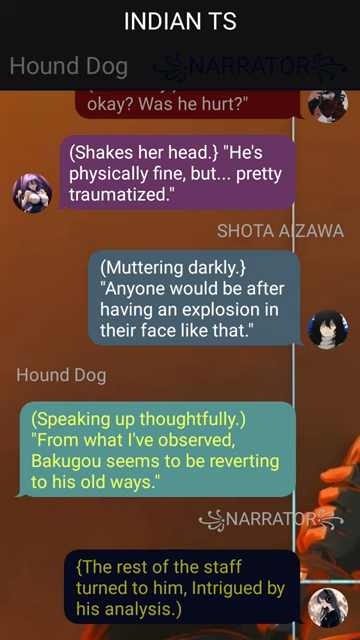 INDIAN TS
Hound Dog
꧁NARRATOR꧂
okay? Was he hurt?"
(Shakes her head.} "He's
physically fine, but... pretty
traumatized."
SHOTA AIZAWA
(Muttering darkly.}
"Anyone would be after
having an explosion in
their face like that."
Hound Dog
(Speaking up thoughtfully.)
"From what I've observed,
Bakugou seems to be reverting
to his old ways."
꧁NARRATOR꧂
{The rest of the staff
turned to him, Intrigued by
his analysis.)